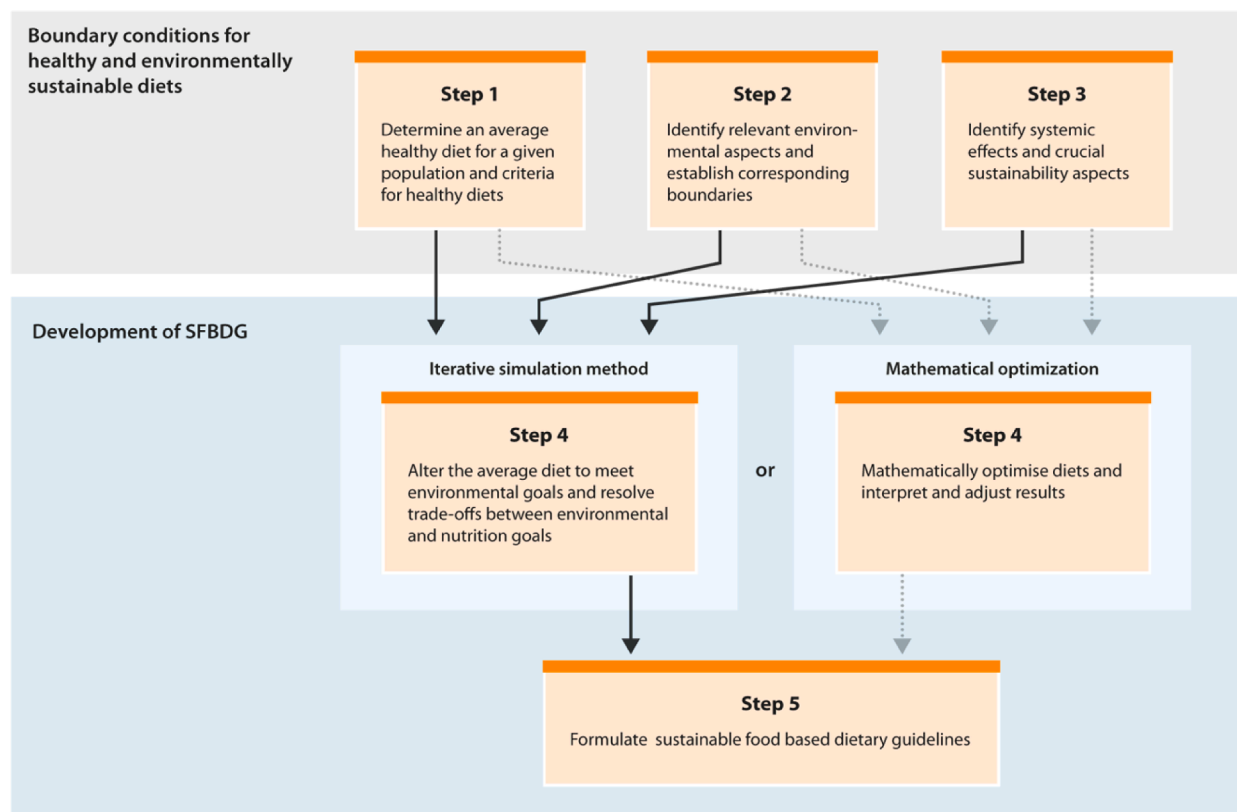 Boundary conditions for
healthy and environmentally
sustainable diets
Step 1
Determine an average
healthy diet for a given
population and criteria
for healthy diets
Step 2
Identify relevant environ-
mental aspects and
establish corresponding
boundaries
Step 3
Identify systemic
effects and crucial
sustainability aspects
Development of SFBDG
Iterative simulation method
Step 4
Alter the average diet to meet
environmental goals and resolve
trade-offs between environmental
and nutrition goals
or
Mathematical optimization
Step 4
Mathematically optimise diets and
interpret and adjust results
Step 5
Formulate sustainable food based dietary guidelines